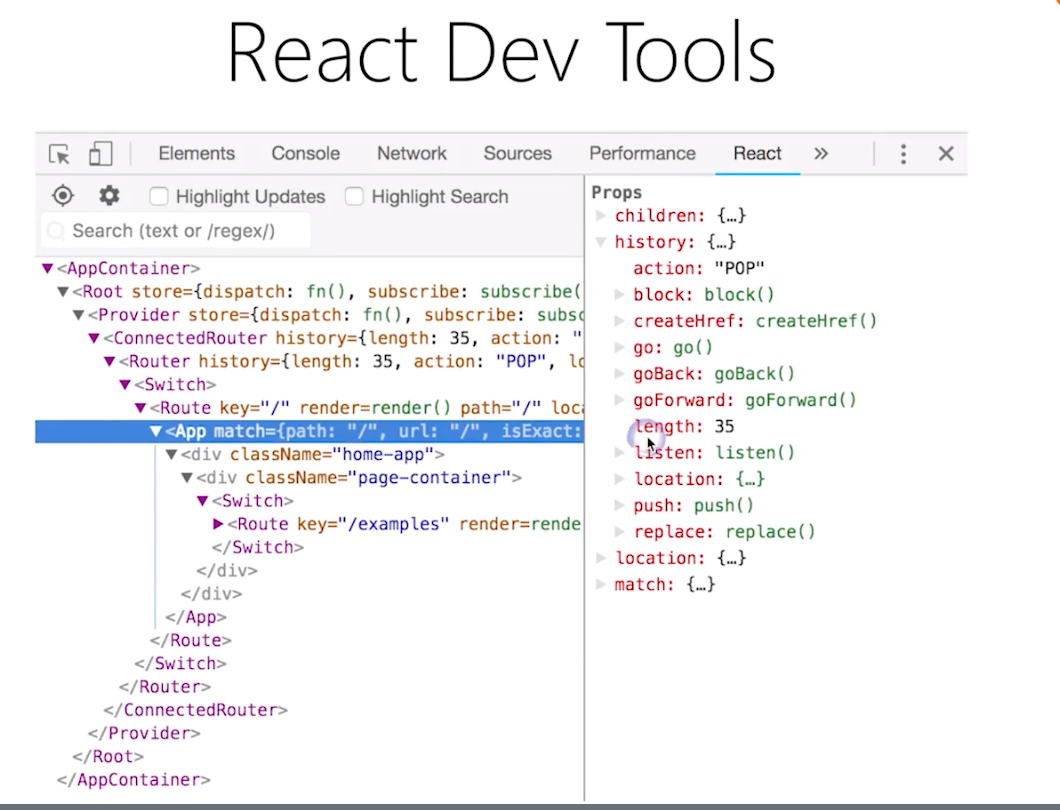 React Dev Tools
Elements Console Network Sources Performance React »
Highlight Updates Highlight Search
Search (text or /regex/)
<AppContainer>
<Root store={dispatch: fn(), subscribe: subscribe(
<Provider store={dispatch: fn(), subscribe: subsc
<ConnectedRouter history={length: 35, action: "
<Router history={length: 35, action: "POP", lo
<Switch>
<Route key="/" render=render() path="/" loca
<App match={path: "/", url: "/", isExact:
<div className="home-app">
<div className="page-container">
<Switch>
<Route key="/examples" render=rende
</Switch>
</div>
</div>
</App>
</Route>
</Switch>
</Router>
</ConnectedRouter>
</Provider>
</Root>
</AppContainer>
Props
children: {…}
history: {…}
action: "POP"
block: block()
createHref: createHref()
go: go()
goBack: goBack()
goForward: goForward()
length: 35
listen: listen()
location: {…}
push: push()
replace: replace()
location: {…}
match: {…}